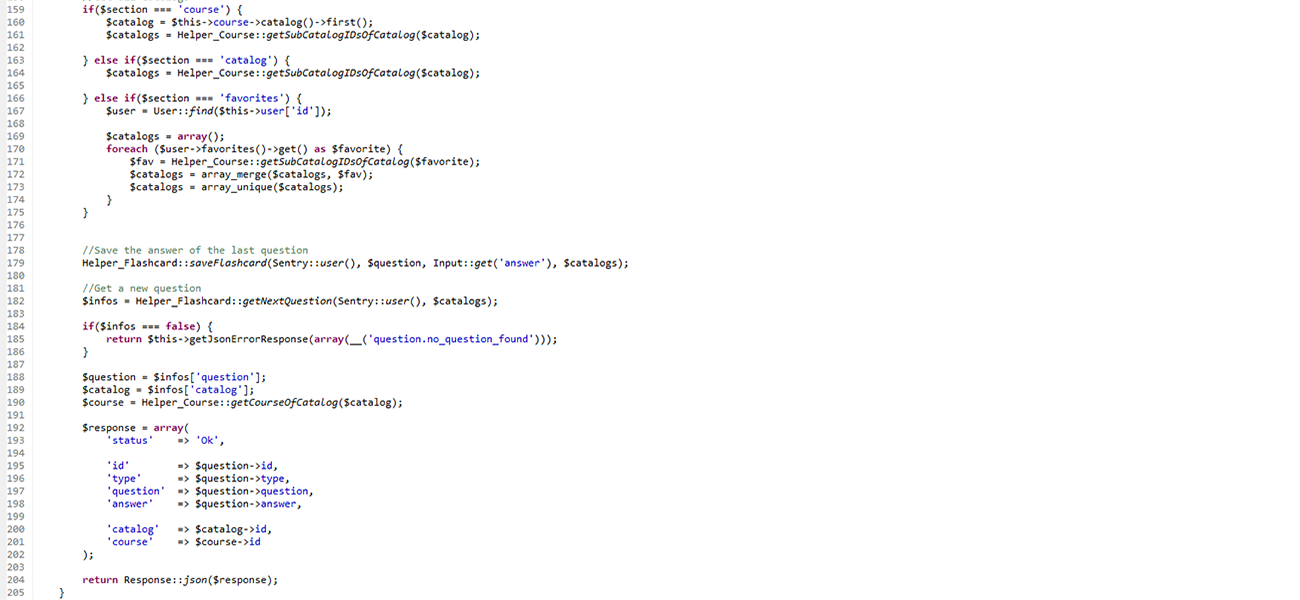 159 if($section === 'course') {
160 $catalog = $this->course->catalog()->first();
161 $catalogs = Helper_Course::getSubCatalogIDsOfCatalog($catalog);
162
163 } else if($section === 'catalog') {
164 $catalogs = Helper_Course::getSubCatalogIDsOfCatalog($catalog);
165
166 } else if($section === 'favorites') {
167 $user = User::find($this->user['id']);
168
169 $catalogs = array();
170 foreach ($user->favorites()->get() as $favorite) {
171 $fav = Helper_Course::getSubCatalogIDsOfCatalog($favorite);
172 $catalogs = array_merge($catalogs, $fav);
173 $catalogs = array_unique($catalogs);
174 }
175 }
176
177
178 //Save the answer of the last question
179 Helper_Flashcard::saveFlashcard(Sentry::user(), $question, Input::get('answer'), $catalogs);
180
181 //Get a new question
182 $infos = Helper_Flashcard::getNextQuestion(Sentry::user(), $catalogs);
183
184 if($infos === false) {
185 return $this->getJsonErrorResponse(array(__('question.no_question_found')));
186 }
187
188 $question = $infos['question'];
189 $catalog = $infos['catalog'];
190 $course = Helper_Course::getCourseOfCatalog($catalog);
191
192 $response = array(
193 'status' => 'Ok',
194
195 'id' => $question->id,
196 'type' => $question->type,
197 'question' => $question->question,
198 'answer' => $question->answer,
199
200 'catalog' => $catalog->id,
201 'course' => $course->id
202 );
203
204 return Response::json($response);
205 }